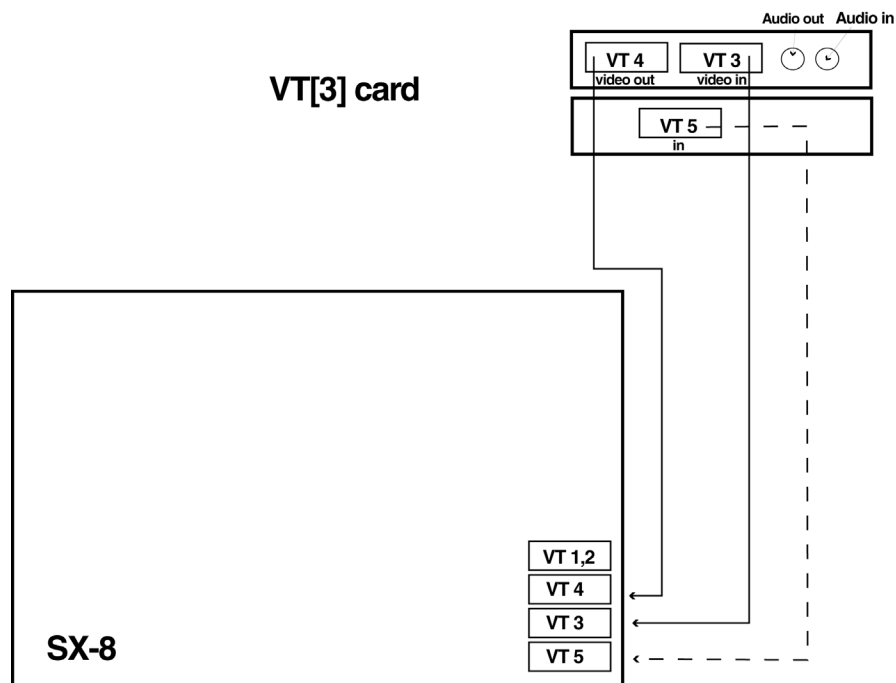 Audio out Audio in
VT 4 VT 3
video out video in
VT[3] card
VT 5
in
VT 1,2
VT 4
VT 3
SX-8
VT 5